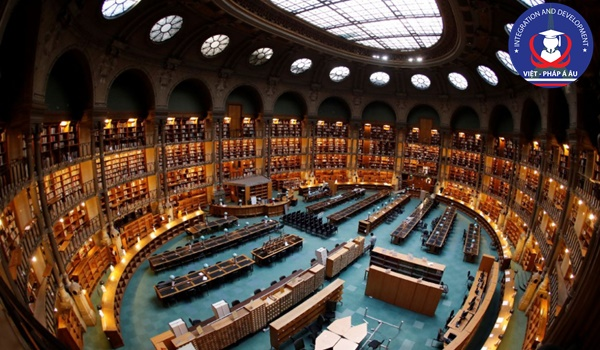 INTEGRATION AND DEVELOPMENT
VIỆT - PHÁP Á ÂU